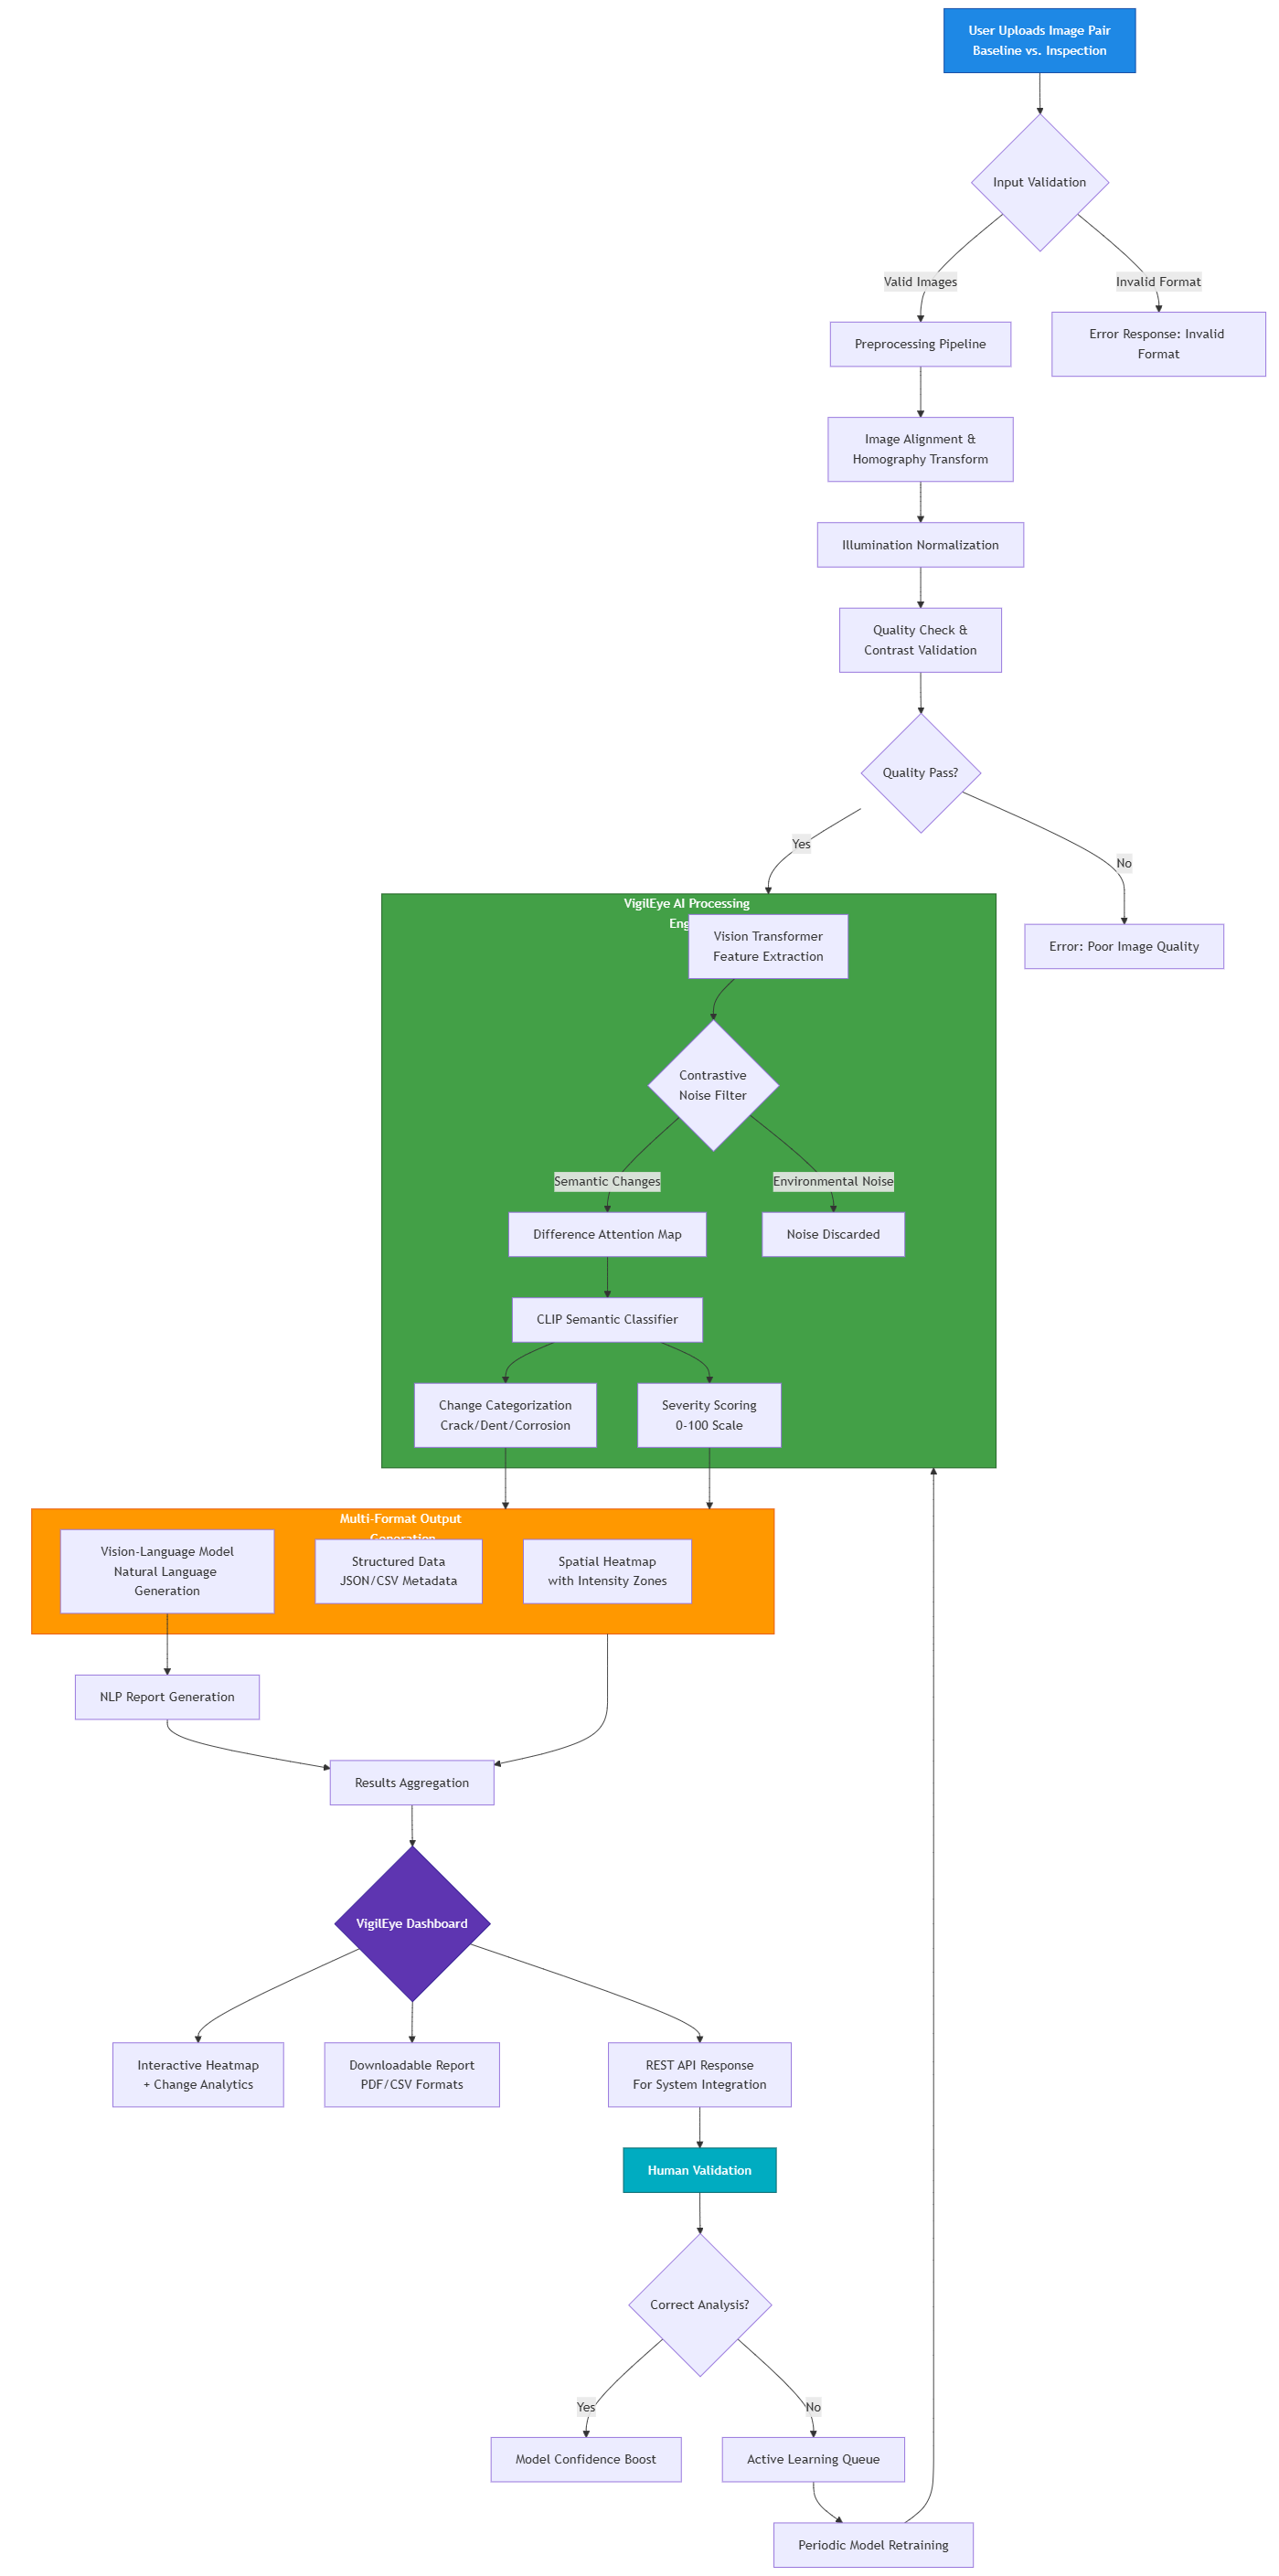 User Uploads Image Pair
Baseline vs. Inspection
Input Validation
Valid Images
Invalid Format
Preprocessing Pipeline
Error Response: Invalid
Format
Image Alignment &
Homography Transform
Illumination Normalization
Quality Check &
Contrast Validation
Quality Pass?
Yes
No
VigilEye AI Processing
Eng
Vision Transformer
Feature Extraction
Error: Poor Image Quality
Contrastive
Noise Filter
Semantic Changes
Environmental Noise
Difference Attention Map
Noise Discarded
CLIP Semantic Classifier
Change Categorization
Crack/Dent/Corrosion
Severity Scoring
0-100 Scale
Multi-Format Output
Generation
Vision-Language Model
Natural Language
Generation
Structured Data
JSON/CSV Metadata
Spatial Heatmap
with Intensity Zones
NLP Report Generation
Results Aggregation
VigilEye Dashboard
Interactive Heatmap
+ Change Analytics
Downloadable Report
PDF/CSV Formats
REST API Response
For System Integration
Human Validation
Correct Analysis?
Yes
No
Model Confidence Boost
Active Learning Queue
Periodic Model Retraining